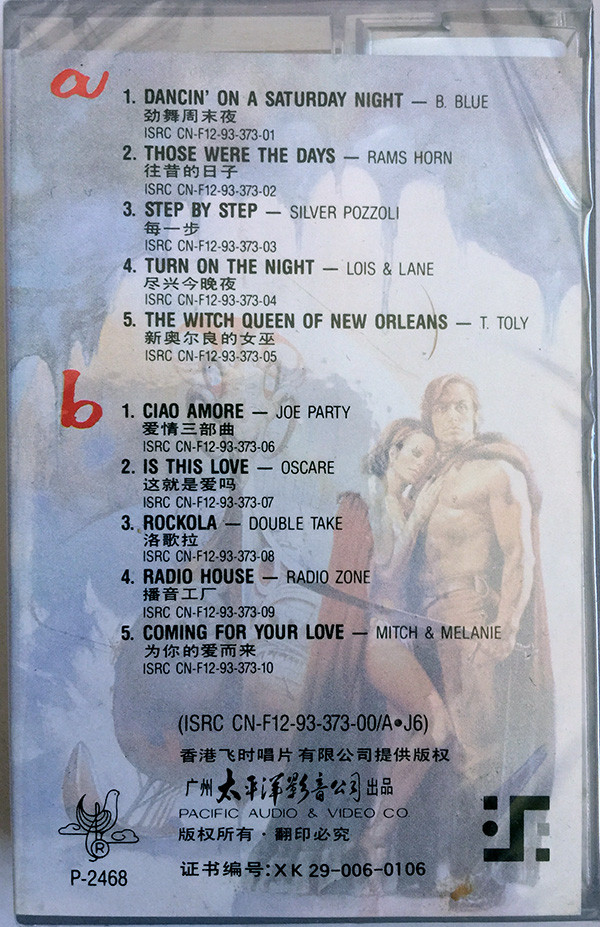 a
1. DANCIN' ON A SATURDAY NIGHT — B. BLUE
劲舞周末夜
ISRC CN-F12-93-373-01
2. THOSE WERE THE DAYS — RAMS HORN
往昔的日子
ISRC CN-F12-93-373-02
3. STEP BY STEP — SILVER POZZOLI
每一步
ISRC CN-F12-93-373-03
4. TURN ON THE NIGHT — LOIS & LANE
尽兴今晚夜
ISRC CN-F12-93-373-04
5. THE WITCH QUEEN OF NEW ORLEANS — T. TOLY
新奥尔良的女巫
ISRC CN-F12-93-373-05
b
1. CIAO AMORE — JOE PARTY
爱情三部曲
ISRC CN-F12-93-373-06
2. IS THIS LOVE — OSCARE
这就是爱吗
ISRC CN-F12-93-373-07
3. ROCKOLA — DOUBLE TAKE
洛歌拉
ISRC CN-F12-93-373-08
4. RADIO HOUSE — RADIO ZONE
播音工厂
ISRC CN-F12-93-373-09
5. COMING FOR YOUR LOVE — MITCH & MELANIE
为你的爱而来
ISRC CN-F12-93-373-10
(ISRC CN-F12-93-373-00/A•J6)
香港飞时唱片有限公司提供版权
广州太平洋影音公司出品
PACIFIC AUDIO & VIDEO CO.
版权所有·翻印必究
R
P-2468
证书编号:XK 29-006-0106